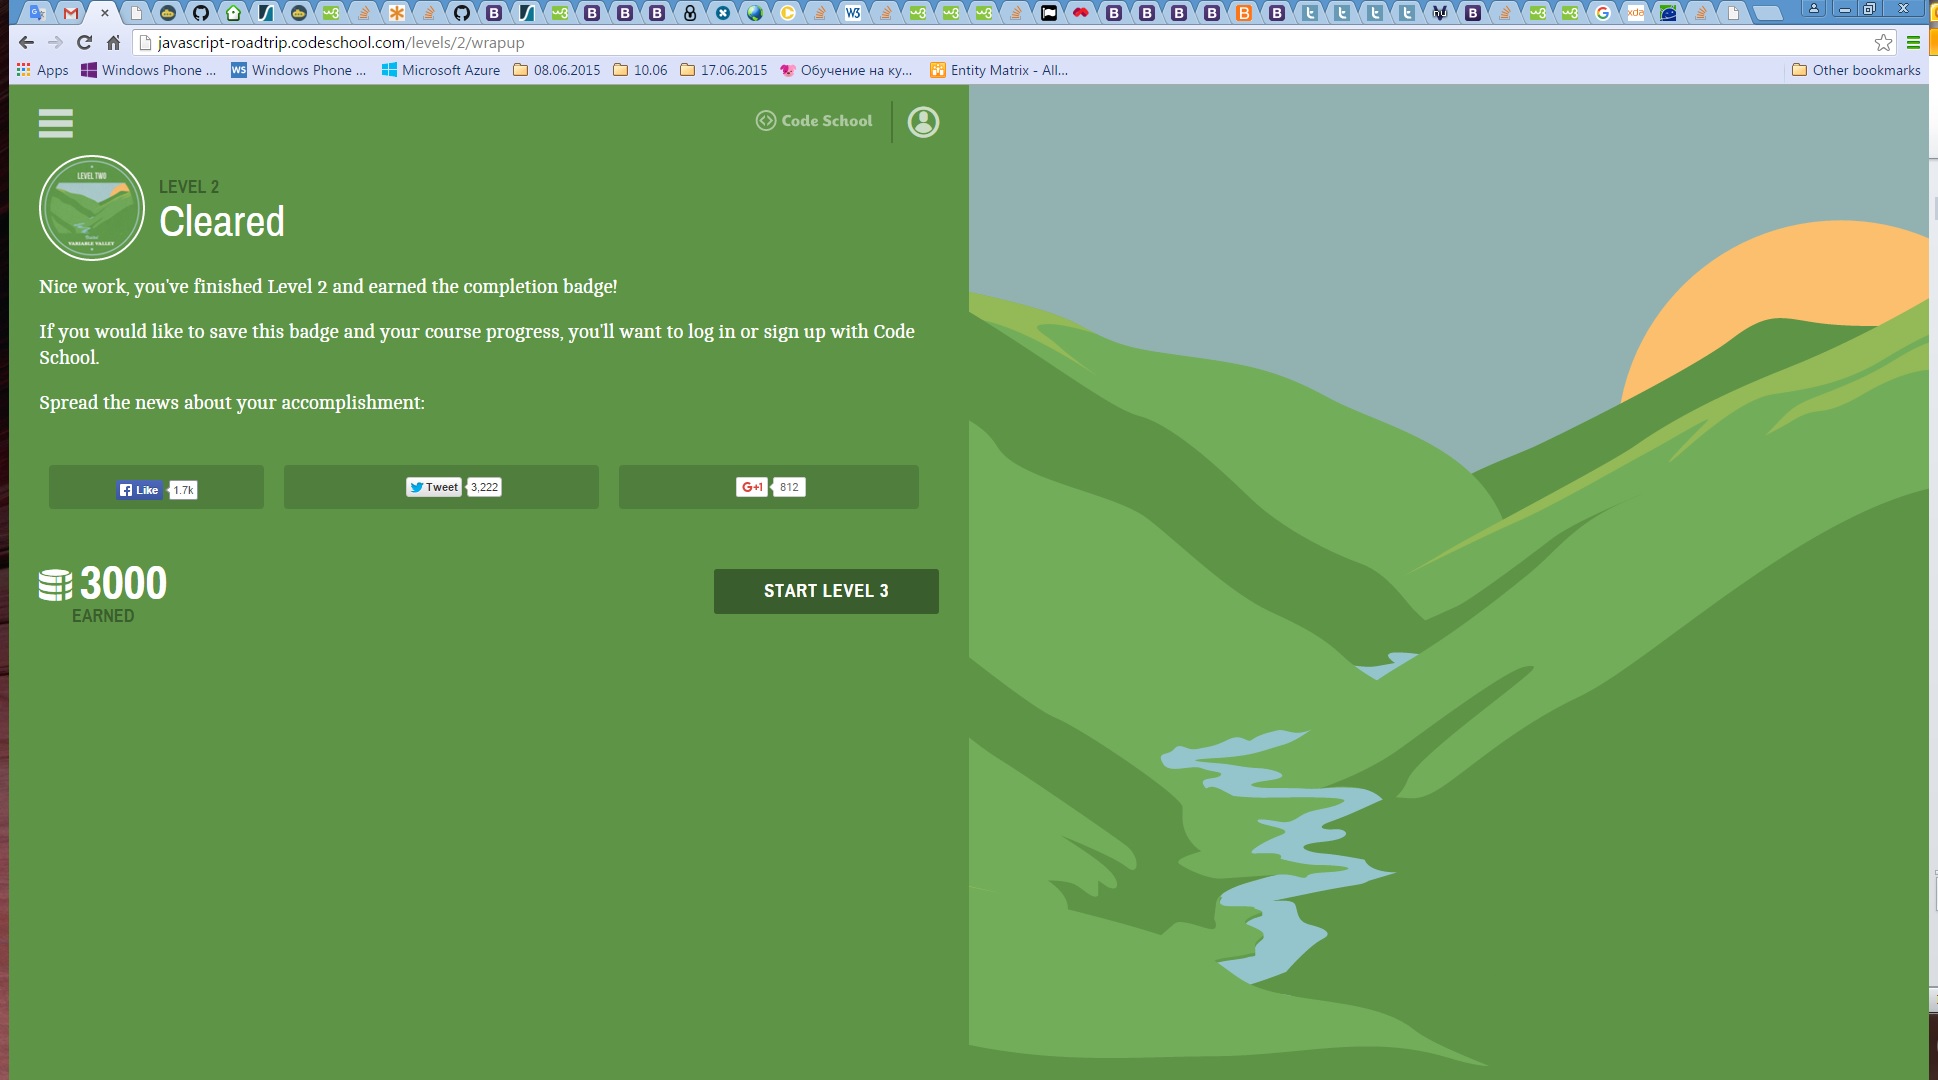 javascript-roadtrip.codeschool.com/levels/2/wrapup
Apps Windows Phone ... Windows Phone ... Microsoft Azure 08.06.2015 10.06 17.06.2015 Обучение на ку... Entity Matrix - All... Other bookmarks
Code School
LEVEL TWO
VARIABLE VALLEY
LEVEL 2
Cleared
Nice work, you've finished Level 2 and earned the completion badge!
If you would like to save this badge and your course progress, you'll want to log in or sign up with Code
School.
Spread the news about your accomplishment:
Like 1.7k Tweet 3,222 G+1 812
3000
EARNED
START LEVEL 3